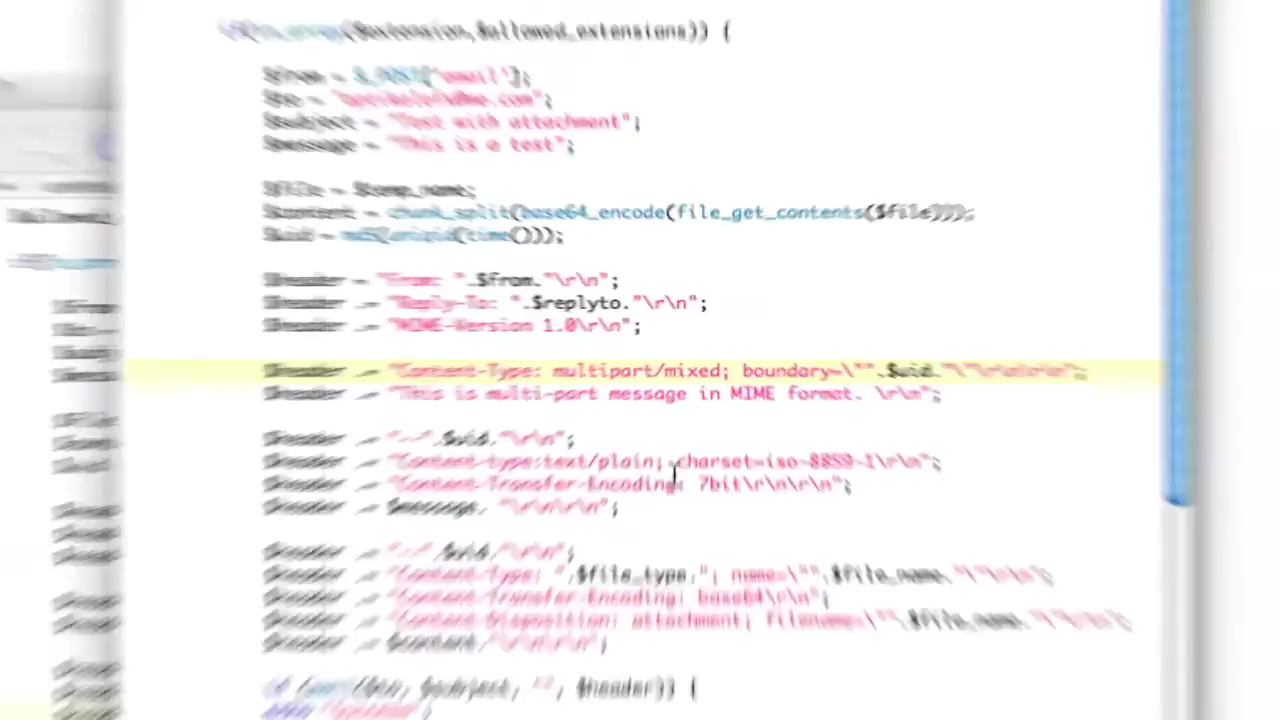 if(in_array($extension,$allowed_extensions)) {
$from = $_POST["email"];
$to = ";
$subject = "Test with attachment";
$message = "This is a test";
$file = $temp_name;
$content = chunk_split(base64_encode(file_get_contents($file)));
$uid = md5(uniqid(time()));
$header = "From: ".$from."\r\n";
$header .= "Reply-To: ".$replyto."\r\n";
$header .= "MIME-Version 1.0\r\n";
$header .= "Content-Type: multipart/mixed; boundary=\"".$uid."\"\r\n\r\n";
$header .= "This is multi-part message in MIME format. \r\n";
$header .= "--".$uid."\r\n";
$header .= "Content-type:text/plain; charset=iso-8859-1\r\n";
$header .= "Content-Transfer-Encoding: 7bit\r\n\r\n";
$header .= $message. "\r\n\r\n";
$header .= "--".$uid."\r\n";
$header .= "Content-Type: ".$file_type."; name=\"".$file_name."\"\r\n";
$header .= "Content-Transfer-Encoding: base64\r\n";
$header .= "Content-Disposition: attachment; filename=\"".$file_name."\"\r\n";
$header .= $content."\r\n\r\n";
if (mail($to, $subject, "", $header)) {